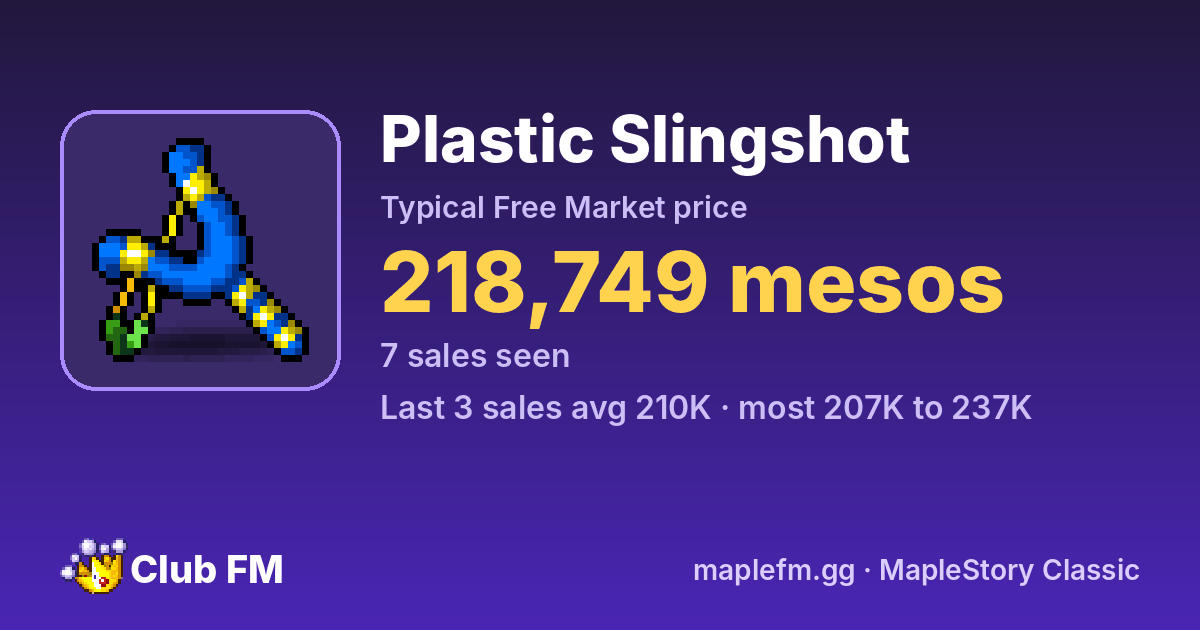 Plastic Slingshot
Typical Free Market price
218,749 mesos
7 sales seen
Last 3 sales avg 210K · most 207K to 237K
Club FM
maplefm.gg · MapleStory Classic